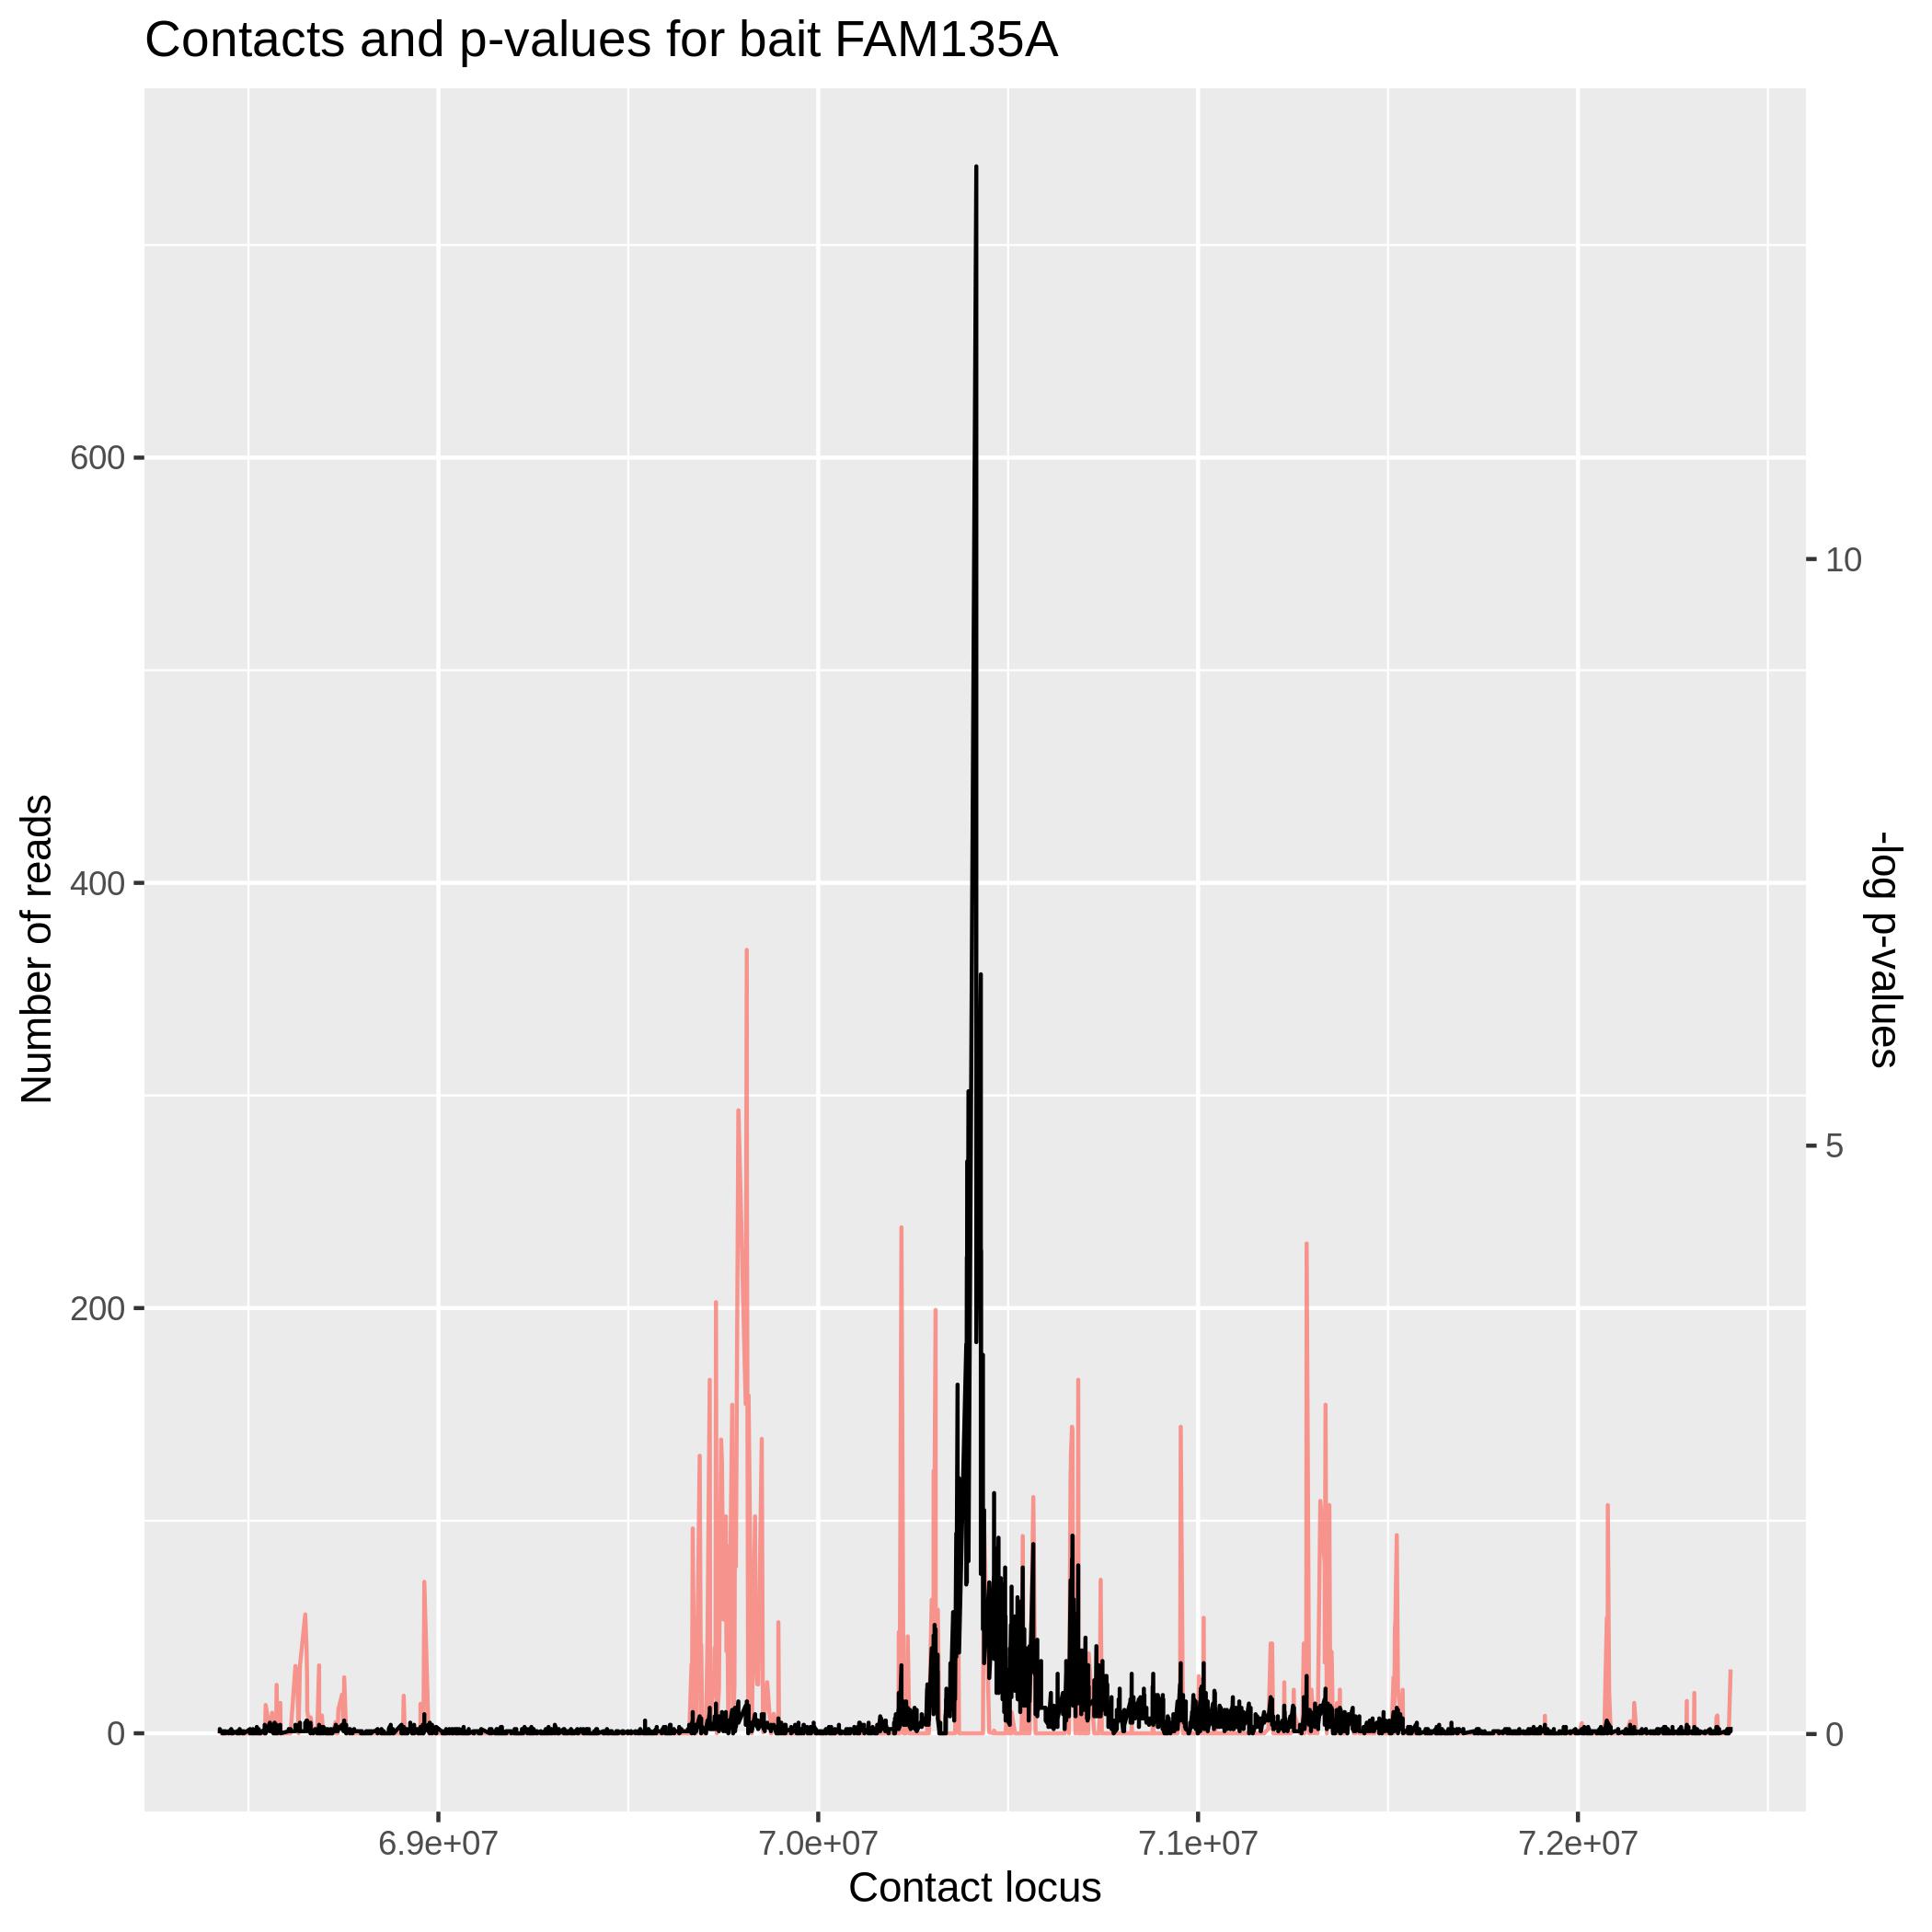 Contacts and p-values for bait FAM135A
Number of reads
600
400
200
0
10
5
0
-log p-values
6.9e+07
7.0e+07
7.1e+07
7.2e+07
Contact locus